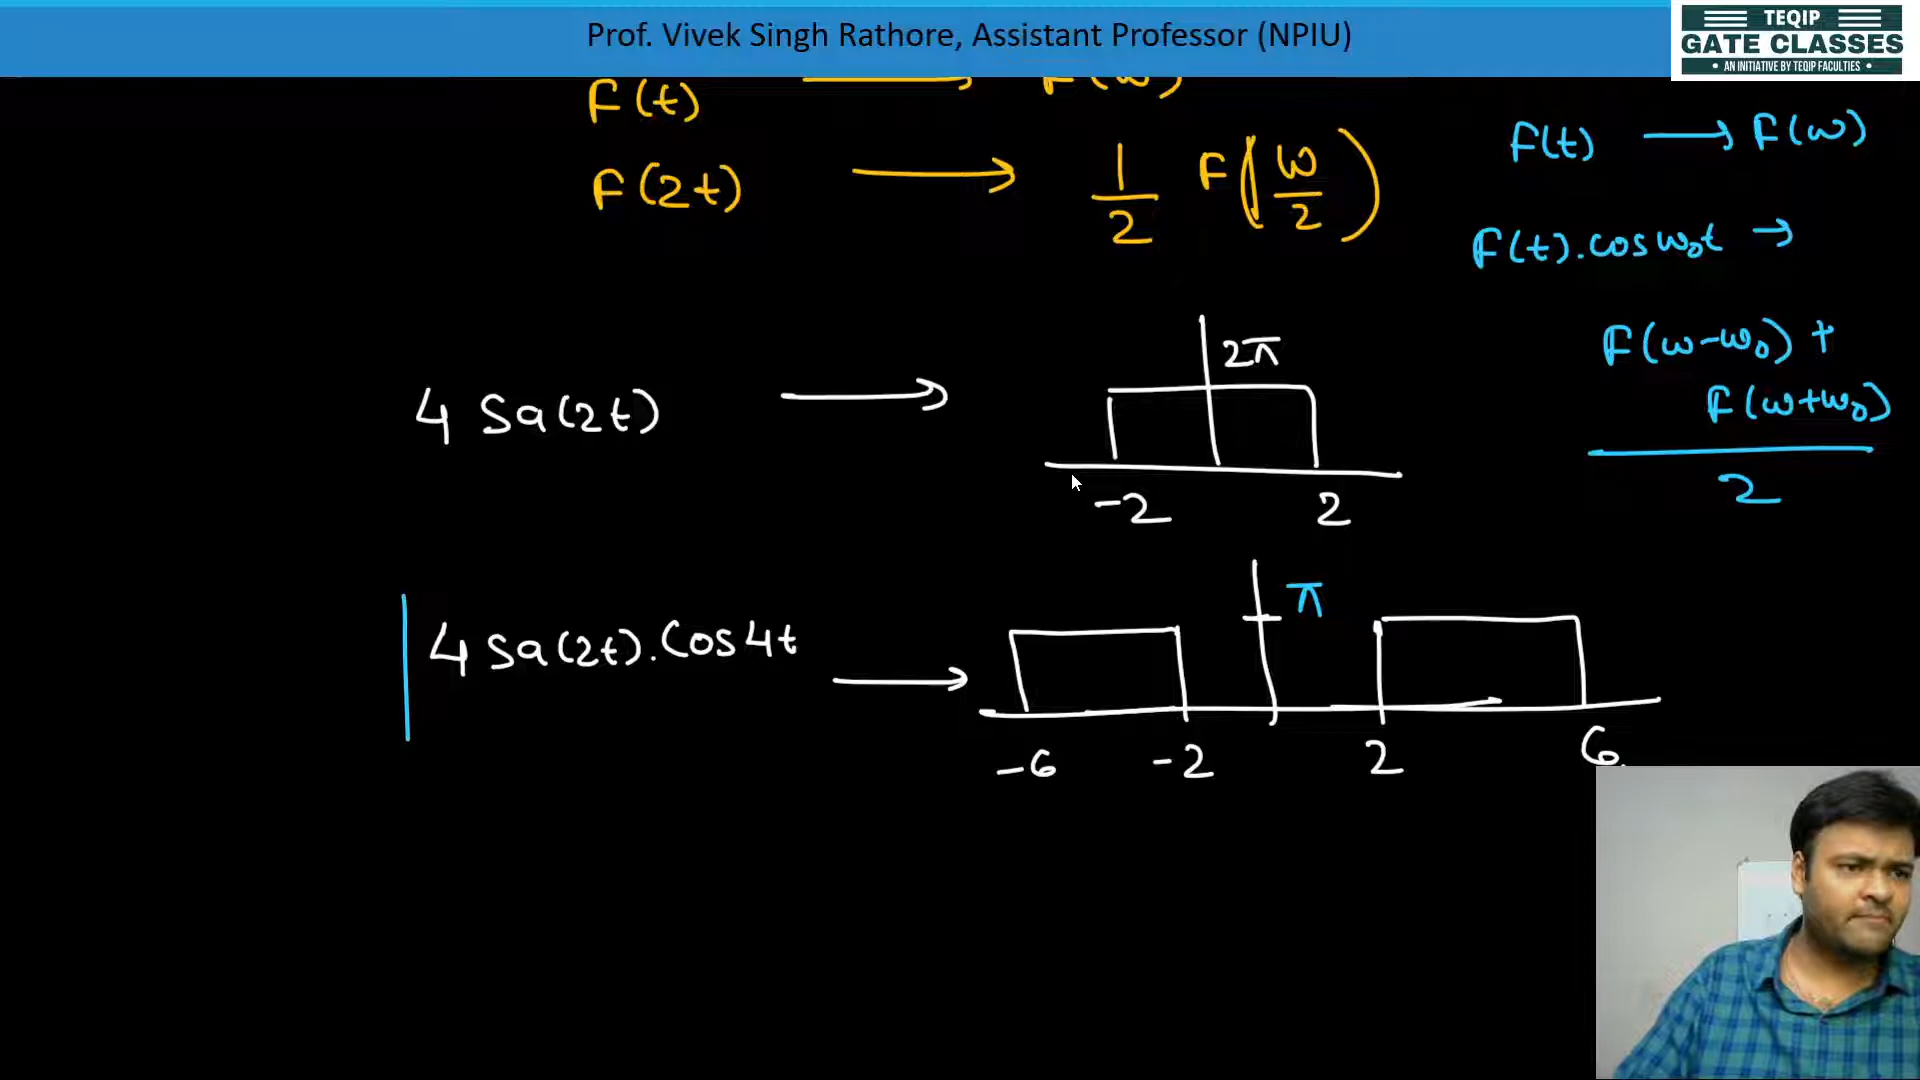 Prof. Vivek Singh Rathore, Assistant Professor (NPIU)
TEQIP
GATE CLASSES
• AN INITIATIVE BY TEQIP FACULTIES •
F(t) → F(ω)
F(2t) → 1/2 F(ω/2)
F(t) → F(ω)
F(t).cosω₀t →
F(ω-ω₀) +
F(ω+ω₀)
2
4 Sa(2t) →
2π
-2 2
4 Sa(2t).Cos4t →
π
-6 -2 2 6